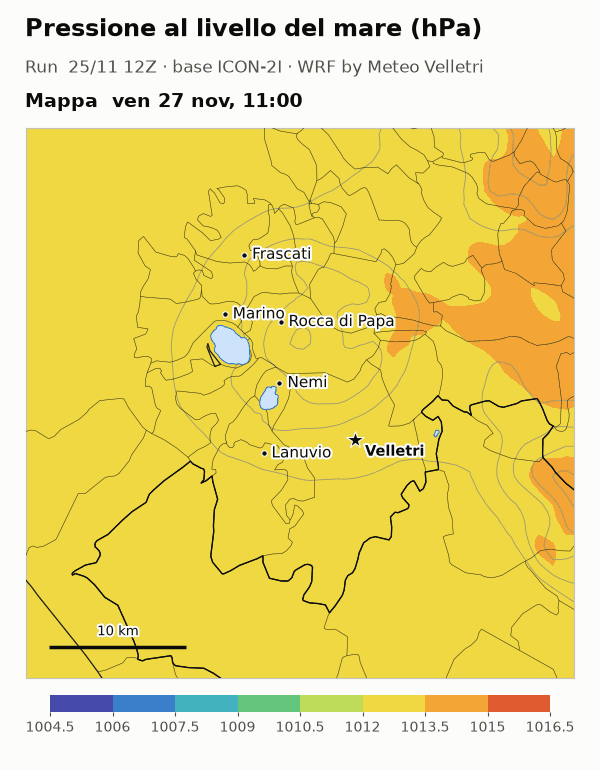 Pressione al livello del mare (hPa)
Run  25/11 12Z · base ICON-2I · WRF by Meteo Velletri
Mappa  ven 27 nov, 11:00
Frascati
Marino
Rocca di Papa
Nemi
Velletri
Lanuvio
10 km
1004.5 1006 1007.5 1009 1010.5 1012 1013.5 1015 1016.5